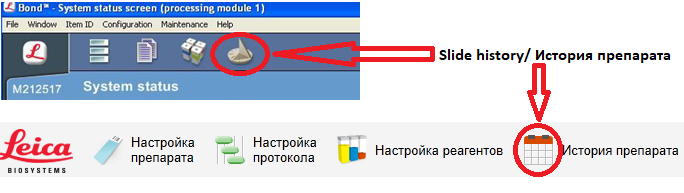 Bond™ - System status screen (processing module 1)
File Window Item ID Configuration Maintenance Help
M212517
System status
Slide history/ История препарата
Leica
BIOSYSTEMS
Настройка препарата
Настройка протокола
Настройка реагентов
История препарата